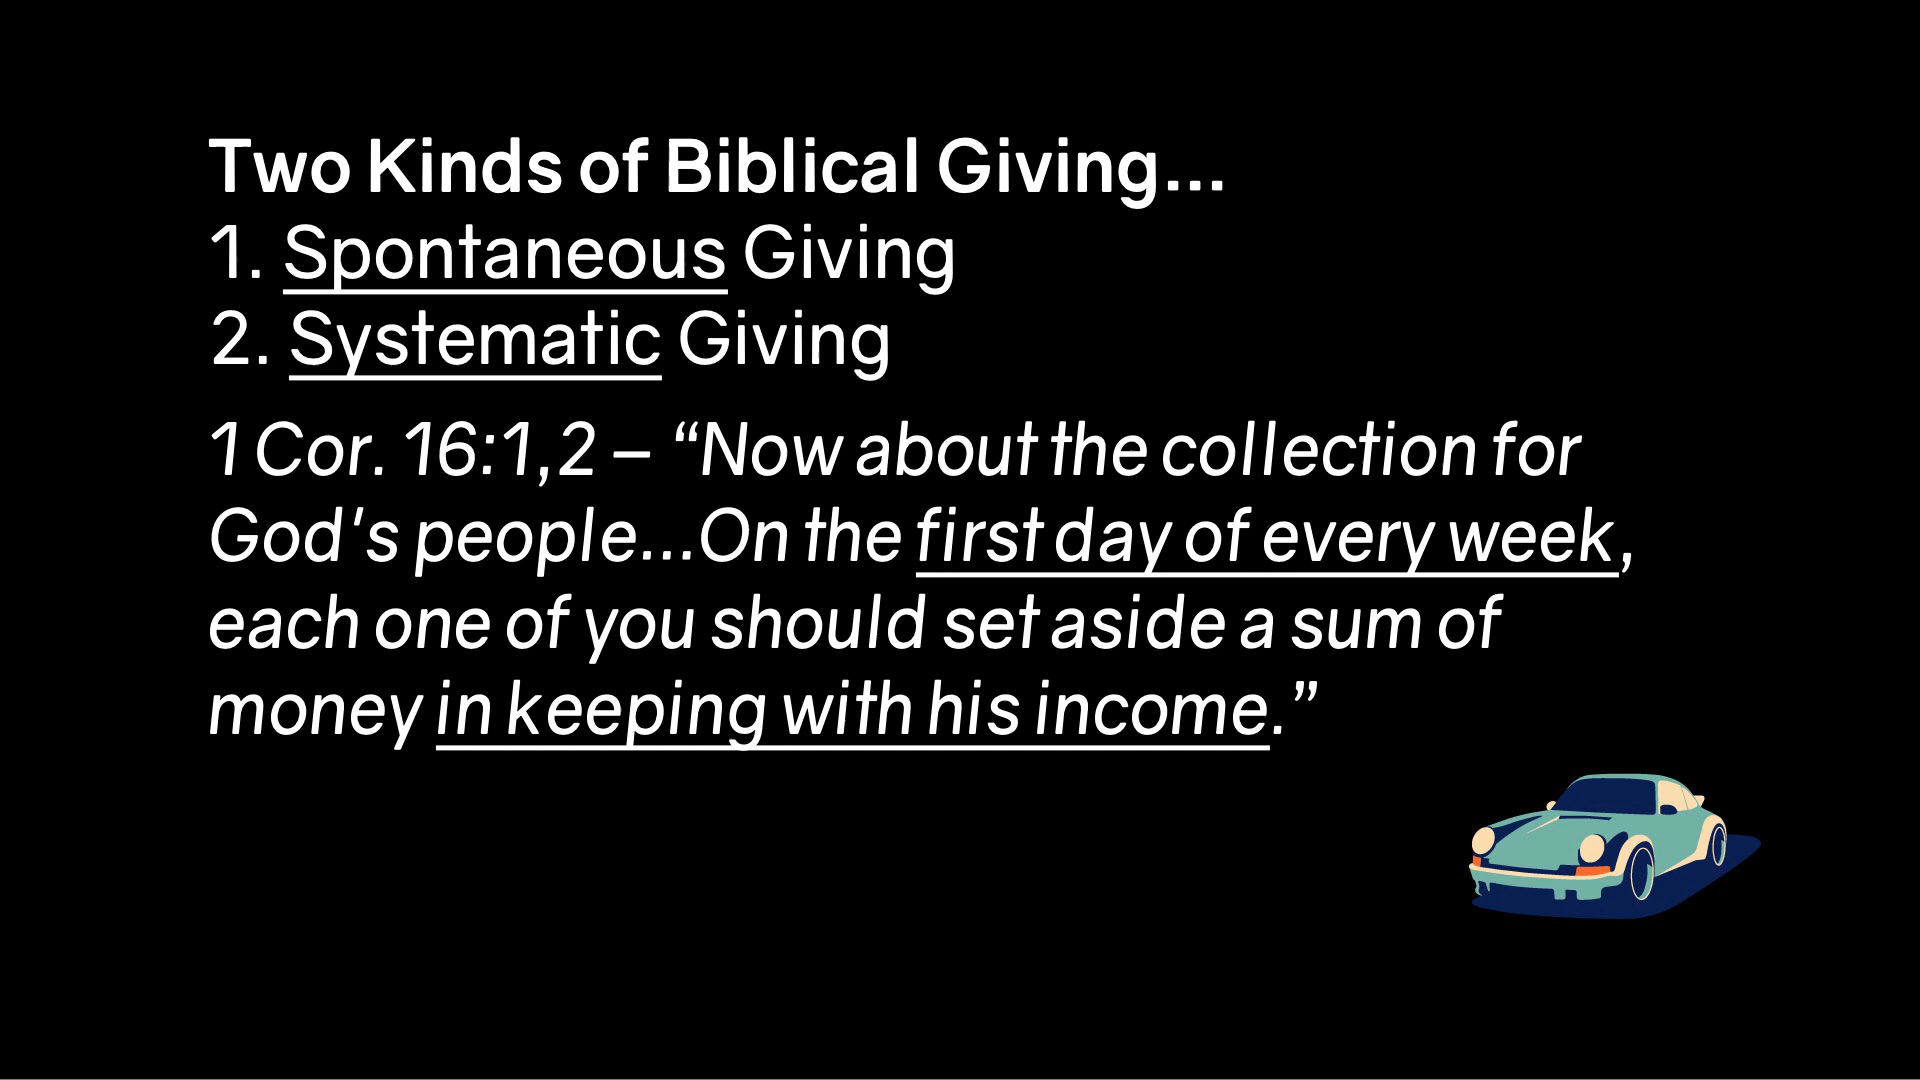 Two Kinds of Biblical Giving...
1. Spontaneous Giving
2. Systematic Giving
1 Cor. 16:1,2 – “Now about the collection for
God's people...On the first day of every week,
each one of you should set aside a sum of
money in keeping with his income.”